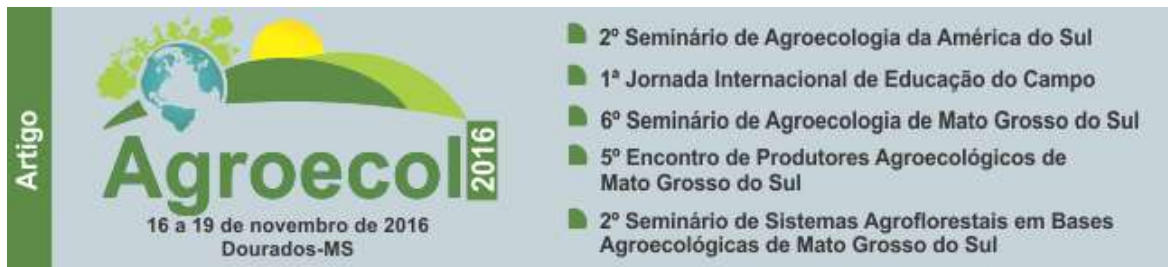 Artigo
Agroecol
2016
16 a 19 de novembro de 2016
Dourados-MS
2º Seminário de Agroecologia da América do Sul
1ª Jornada Internacional de Educação do Campo
6º Seminário de Agroecologia de Mato Grosso do Sul
5º Encontro de Produtores Agroecológicos de
Mato Grosso do Sul
2º Seminário de Sistemas Agroflorestais em Bases
Agroecológicas de Mato Grosso do Sul